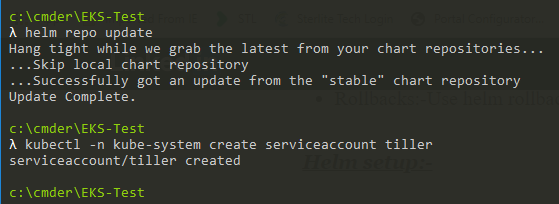 c:\cmder\EKS-Test
λ helm repo update
Hang tight while we grab the latest from your chart repositories...
...Skip local chart repository
...Successfully got an update from the "stable" chart repository
Update Complete.
c:\cmder\EKS-Test
λ kubectl -n kube-system create serviceaccount tiller
serviceaccount/tiller created
Helm setup:-
c:\cmder\EKS-Test